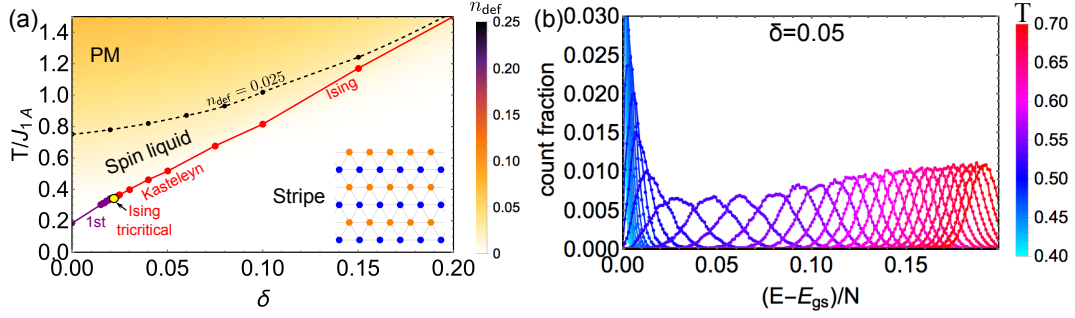 (a)
n_def
1.4
1.2
1.0
0.8
0.6
0.4
0.2
0.0
T/J_1A
PM
n_def = 0.025
Spin liquid
Ising
Kasteleyn
1st
Ising
tricritical
Stripe
0.00 0.05 0.10 0.15 0.20
δ
0.25
0.20
0.15
0.10
0.05
0
(b)
δ=0.05
T
0.030
0.025
0.020
0.015
0.010
0.005
0.000
count fraction
0.00 0.05 0.10 0.15
(E-E_gs)/N
0.70
0.65
0.60
0.55
0.50
0.45
0.40